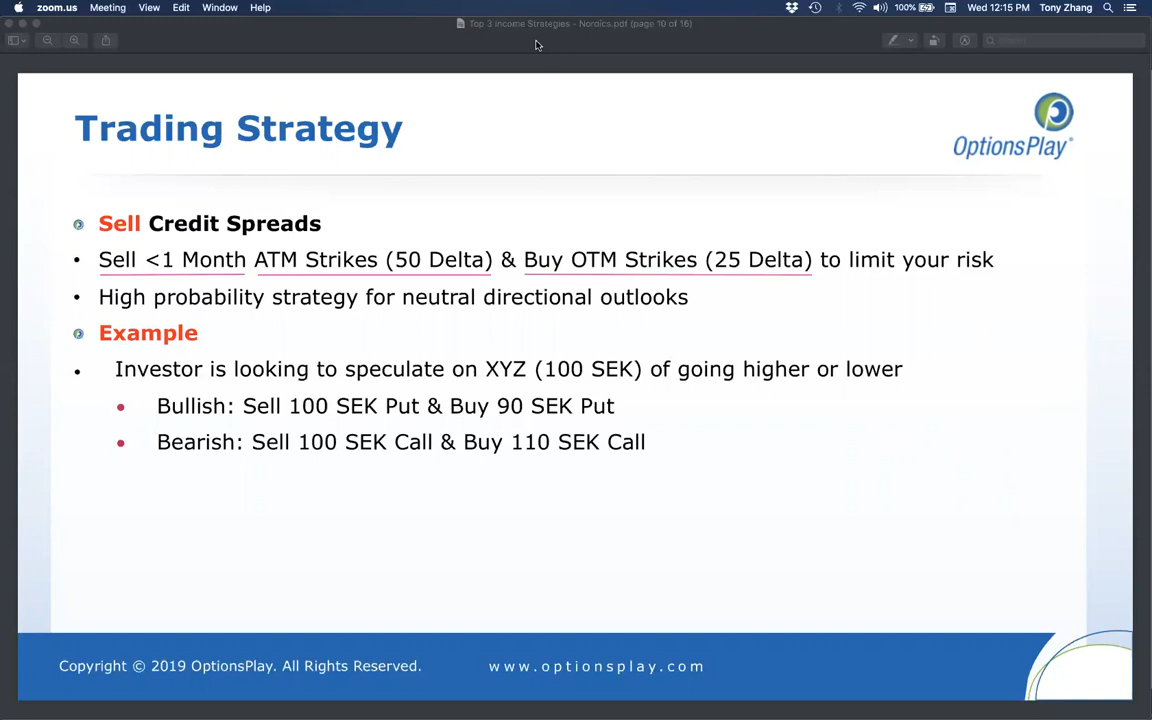 zoom.us Meeting View Edit Window Help 100% Wed 12:15 PM Tony Zhang
Top 3 Income Strategies - Nordics.pdf (page 10 of 16)
Search
Trading Strategy
OptionsPlay
Sell Credit Spreads
• Sell <1 Month ATM Strikes (50 Delta) & Buy OTM Strikes (25 Delta) to limit your risk
• High probability strategy for neutral directional outlooks
Example
• Investor is looking to speculate on XYZ (100 SEK) of going higher or lower
• Bullish: Sell 100 SEK Put & Buy 90 SEK Put
• Bearish: Sell 100 SEK Call & Buy 110 SEK Call
Copyright © 2019 OptionsPlay. All Rights Reserved. www.optionsplay.com